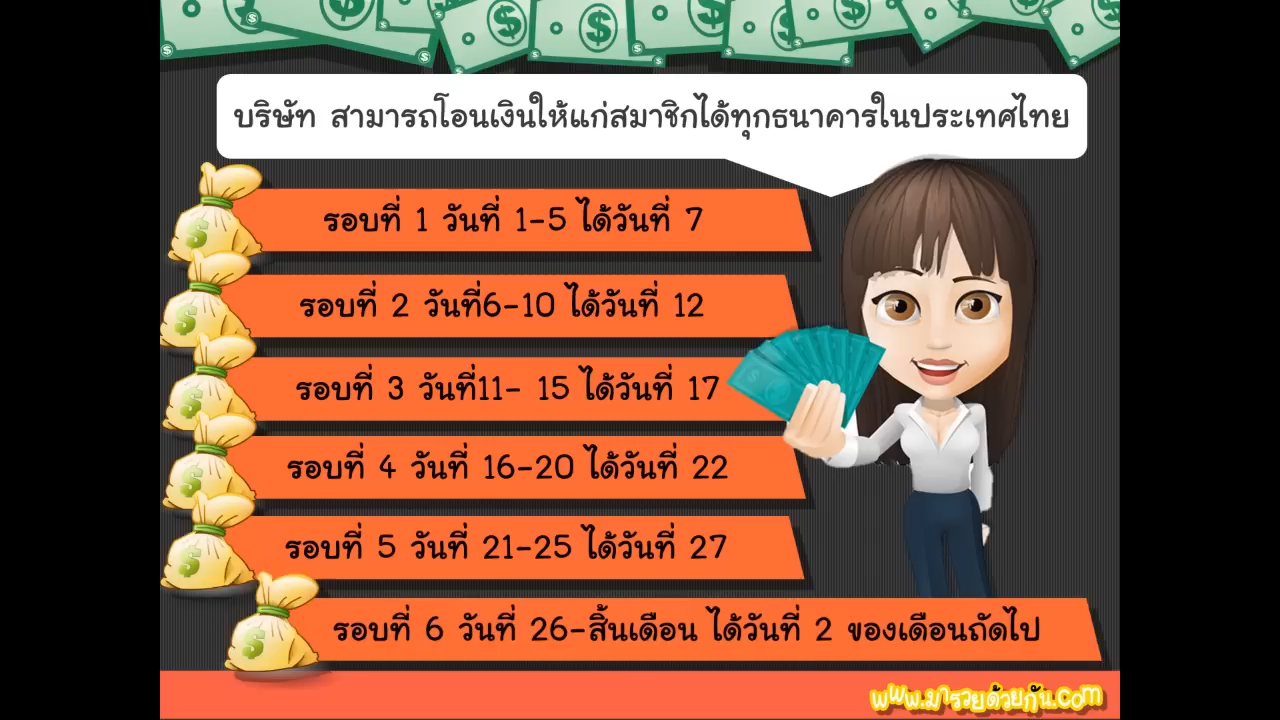 บริษัท สามารถโอนเงินให้แก่สมาชิกได้ทุกธนาคารในประเทศไทย
รอบที่ 1 วันที่ 1-5 ได้วันที่ 7
รอบที่ 2 วันที่6-10 ได้วันที่ 12
รอบที่ 3 วันที่11- 15 ได้วันที่ 17
รอบที่ 4 วันที่ 16-20 ได้วันที่ 22
รอบที่ 5 วันที่ 21-25 ได้วันที่ 27
รอบที่ 6 วันที่ 26-สิ้นเดือน ได้วันที่ 2 ของเดือนถัดไป
www.มารวยด้วยกัน.com